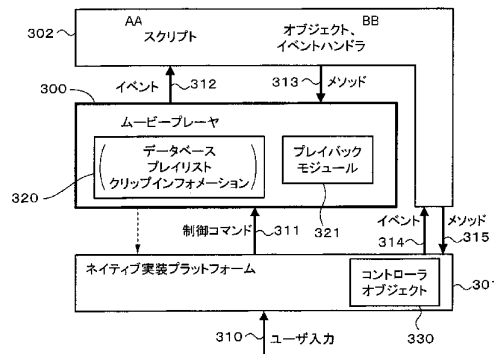 302
AA
スクリプト
BB
オブジェクト、
イベントハンドラ
300
イベント
312
313
メソッド
ムービープレーヤ
データベース
プレイリスト
クリップインフォメーション
320
プレイバック
モジュール
321
制御コマンド
311
イベント
314
メソッド
315
ネイティブ実装プラットフォーム
コントローラ
オブジェクト
330
301
310
ユーザ入力